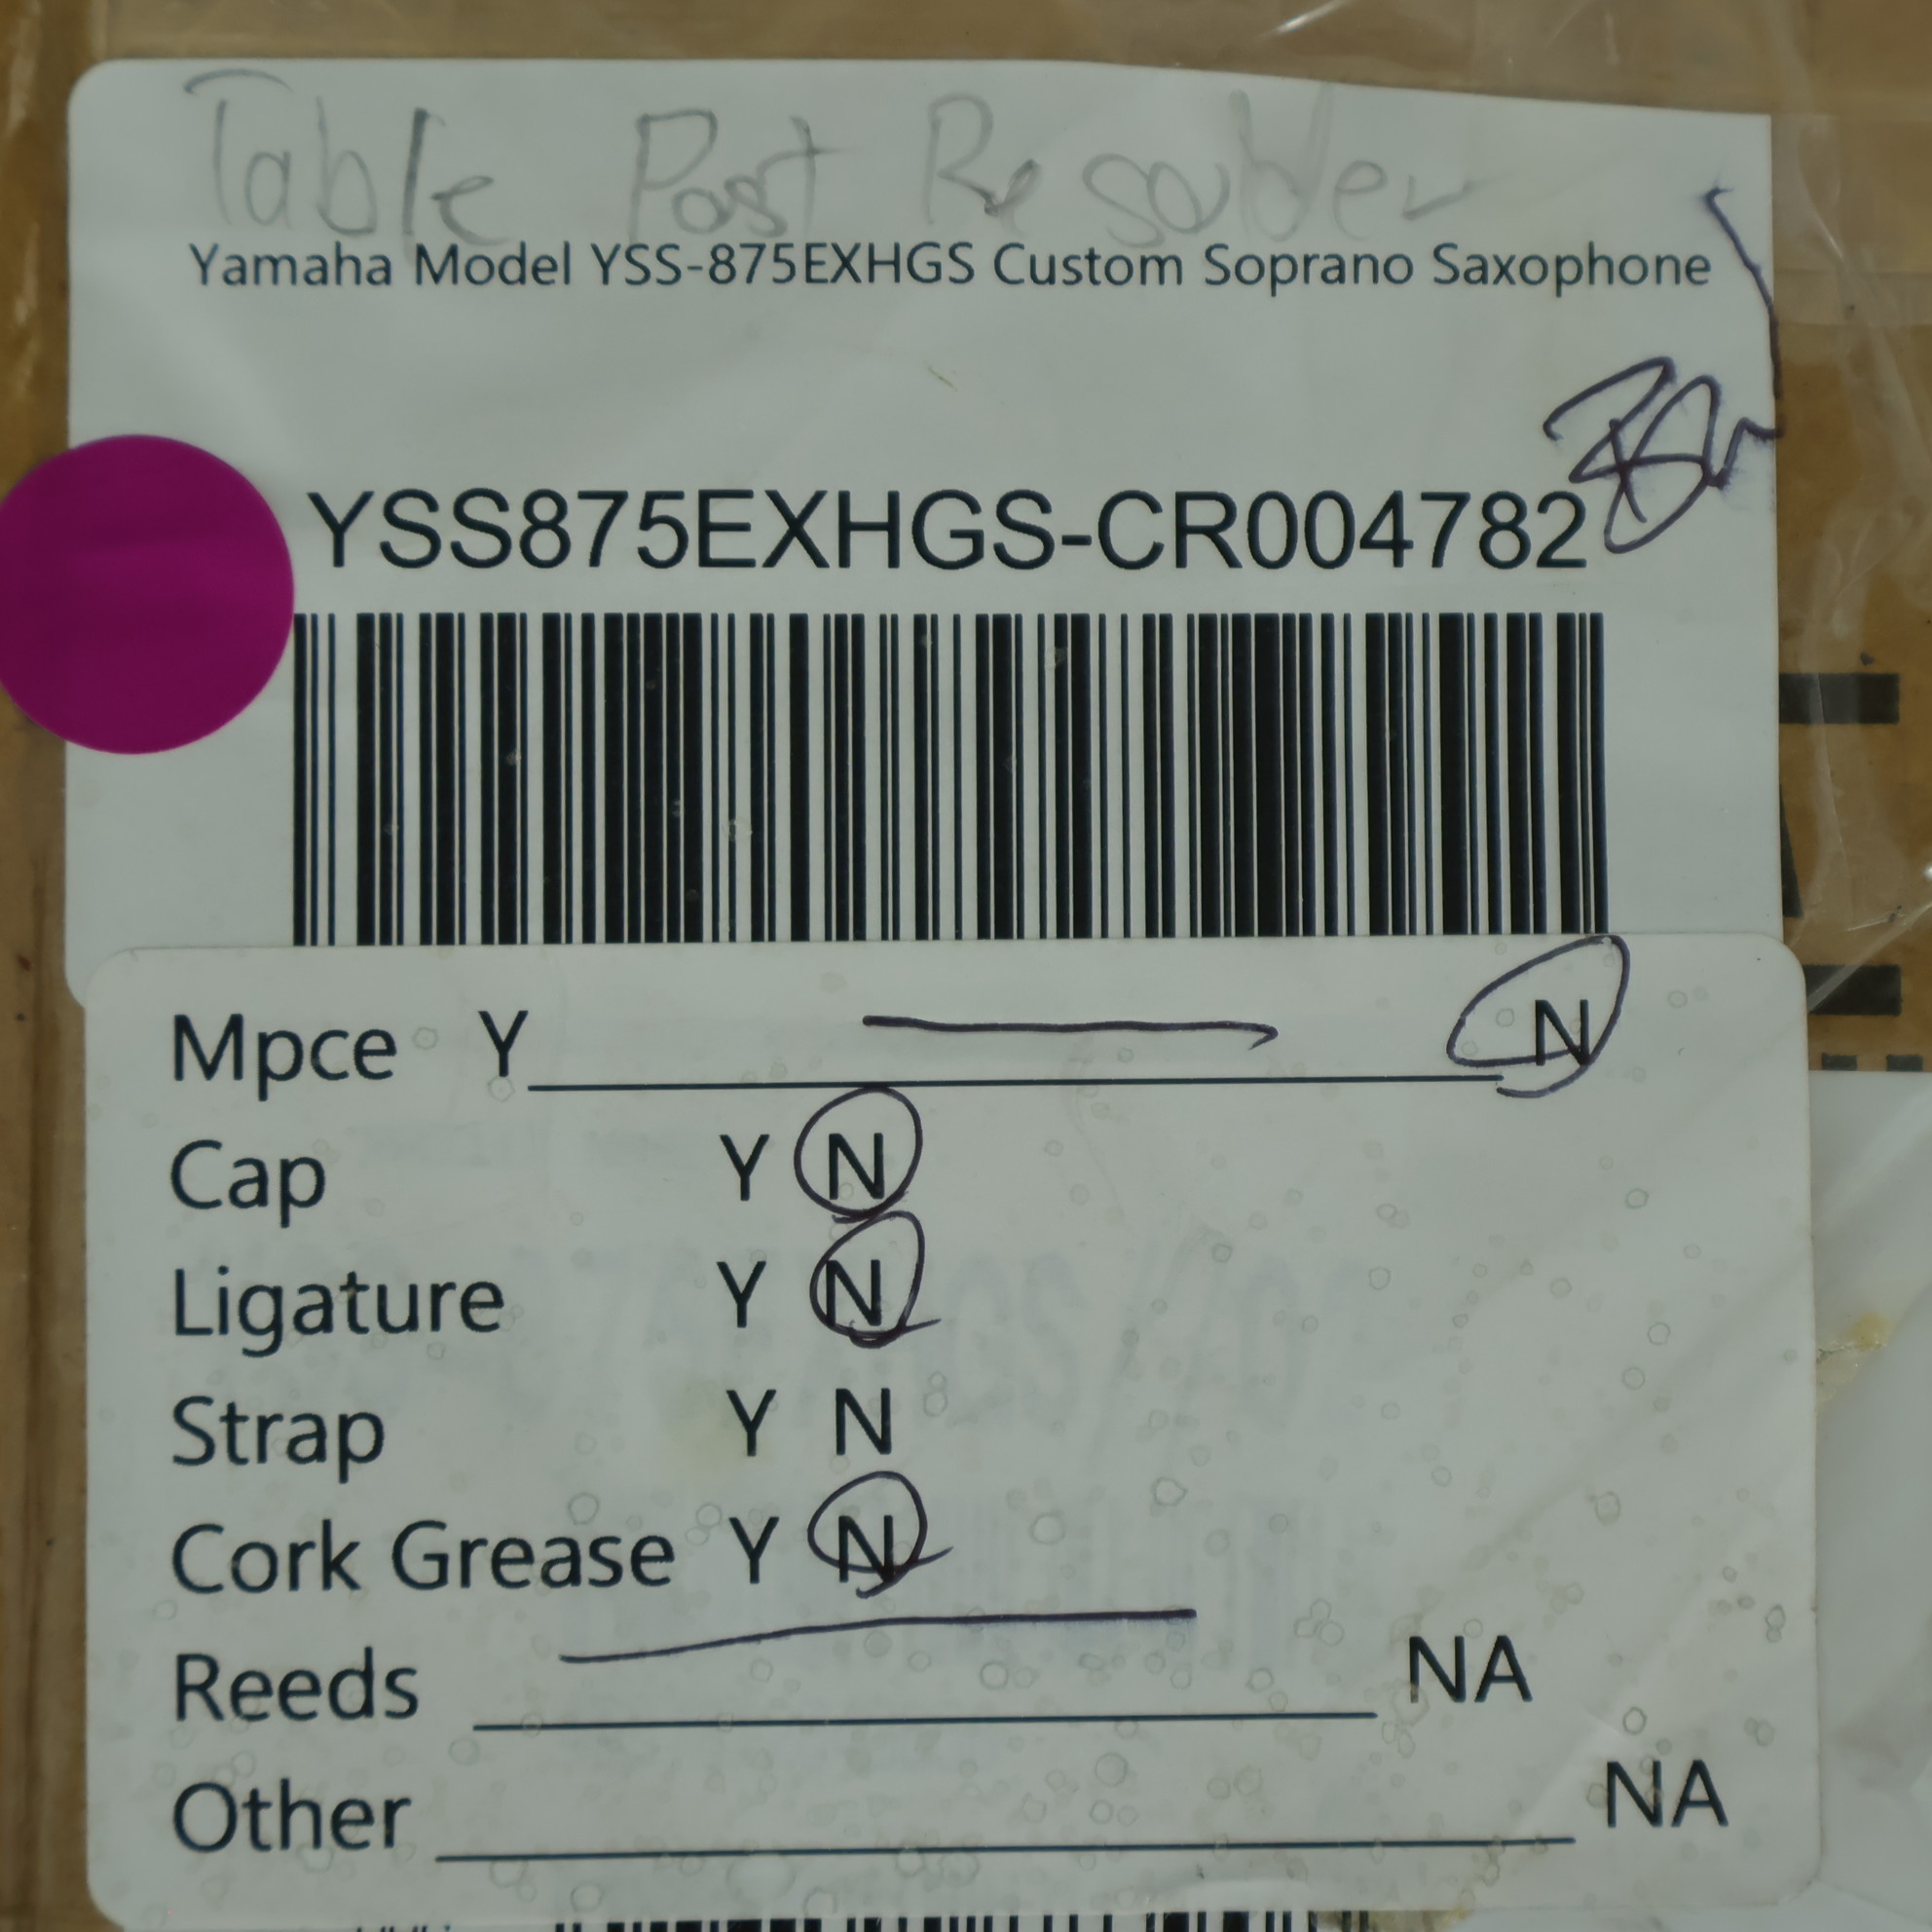 Table Post Resolder
Yamaha Model YSS-875EXHGS Custom Soprano Saxophone
YSS875EXHGS-CR004782
Mpce Y N
Cap Y N
Ligature Y N
Strap Y N
Cork Grease Y N
Reeds NA
Other NA